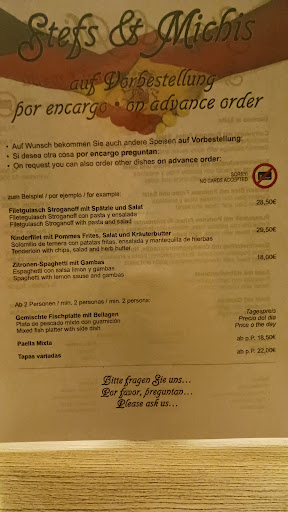 Stefs & Michis
auf Vorbestellung
por encargo • on advance order
• Auf Wunsch bekommen Sie auch andere Speisen auf Vorbestellung:
• Si desea otra cosa por encargo preguntan:
• On request you can also order other dishes on advance order:
SORRY!
NO CARDS ACCEPTED
zum Beispiel / por ejemplo / for example:
Filetgulasch Stroganoff mit Spätzle und Salat 28,50€
Filetgulasch Stroganoff con pasta y ensalada
Filetgulasch Stroganoff with pasta and salad
Rinderfilet mit Pommes Frites, Salat und Kräuterbutter 29,50€
Solomillo de ternera con patatas fritas, ensalada y mantequilla de hierbas
Tenderloin with chips, salad and herb butter
Zitronen-Spaghetti mit Gambas 18,00€
Espaghetti con salsa limon y gambas
Spaghetti with lemon sause and gambas
Ab 2 Personen / min. 2 personas / min. 2 persons:
Gemischte Fischplatte mit Beilagen Tagespreis
Plato de pescado mixto con guarnición Precio del dia
Mixed fish platter with side dish Price o the day
Paella Mixta ab p.P. 18,50€
Tapas variadas ab p.P. 22,00€
Bitte fragen Sie uns...
Por favor, preguntan...
Please ask us...